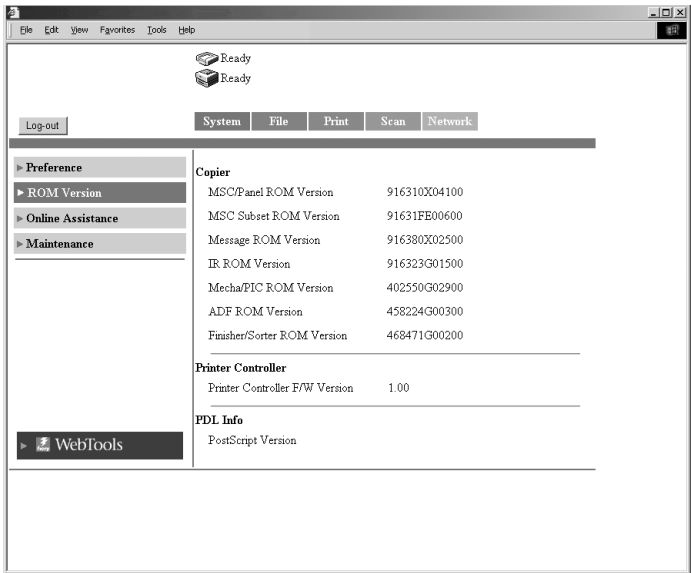 File Edit View Favorites Tools Help
Ready
Ready
Log-out
System File Print Scan Network
Preference
ROM Version
Online Assistance
Maintenance
WebTools
Copier
MSC/Panel ROM Version 916310X04100
MSC Subset ROM Version 91631FE00600
Message ROM Version 916380X02500
IR ROM Version 916323G01500
Mecha/PIC ROM Version 402550G02900
ADF ROM Version 458224G00300
Finisher/Sorter ROM Version 468471G00200
Printer Controller
Printer Controller F/W Version 1.00
PDL Info
PostScript Version